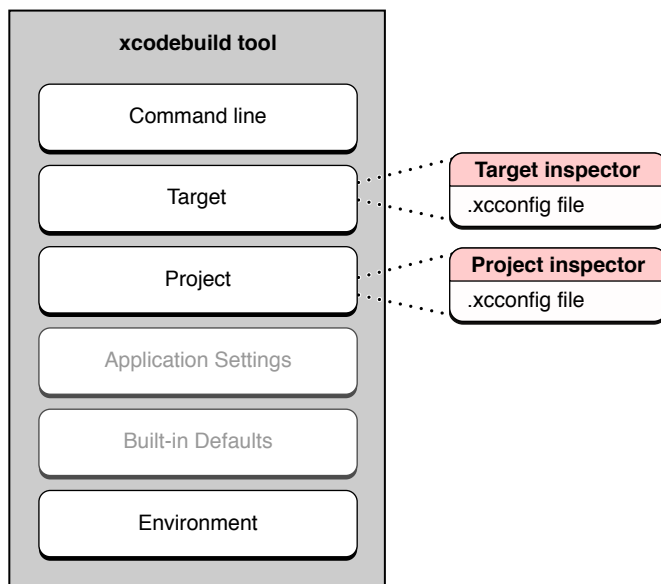 xcodebuild tool
Command line
Target
Target inspector
.xcconfig file
Project
Project inspector
.xcconfig file
Application Settings
Built-in Defaults
Environment